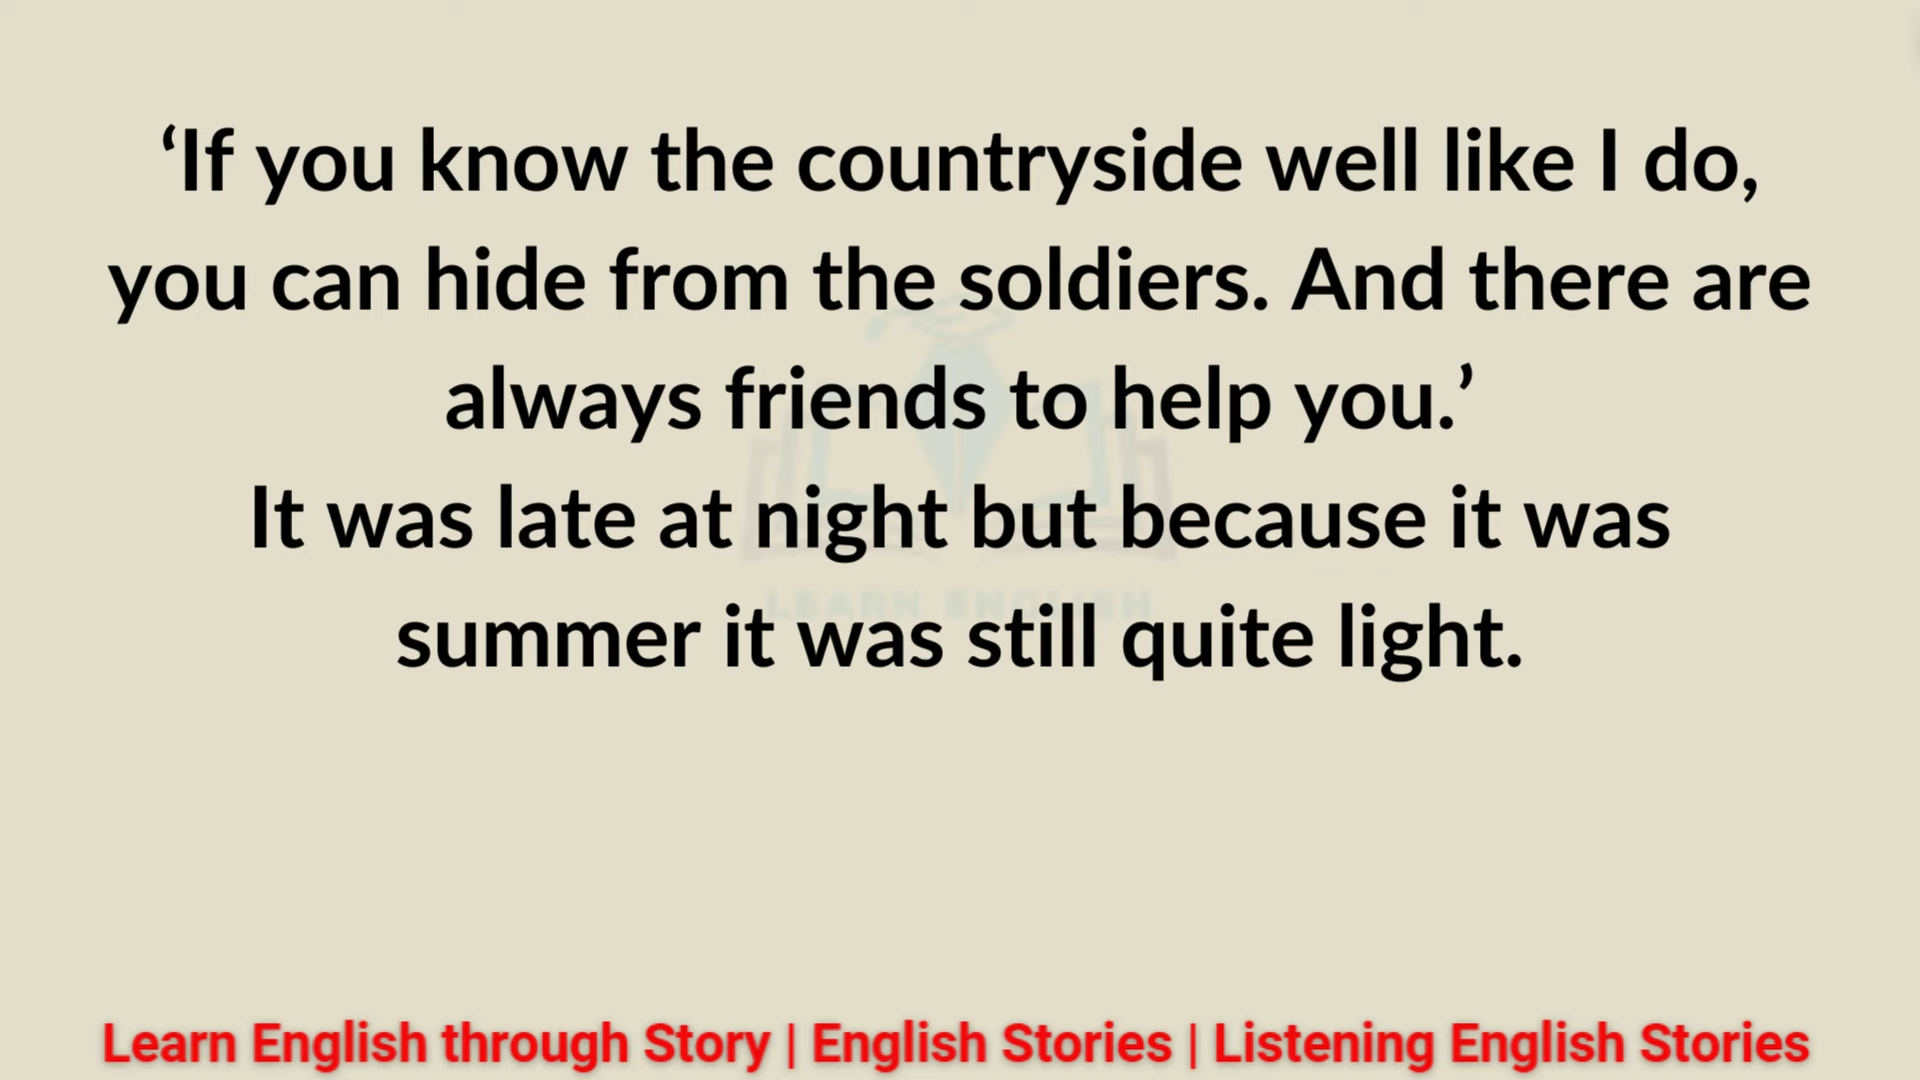 ‘If you know the countryside well like I do,
you can hide from the soldiers. And there are
always friends to help you.’
It was late at night but because it was
summer it was still quite light.
LEARN ENGLISH
Learn English through Story | English Stories | Listening English Stories